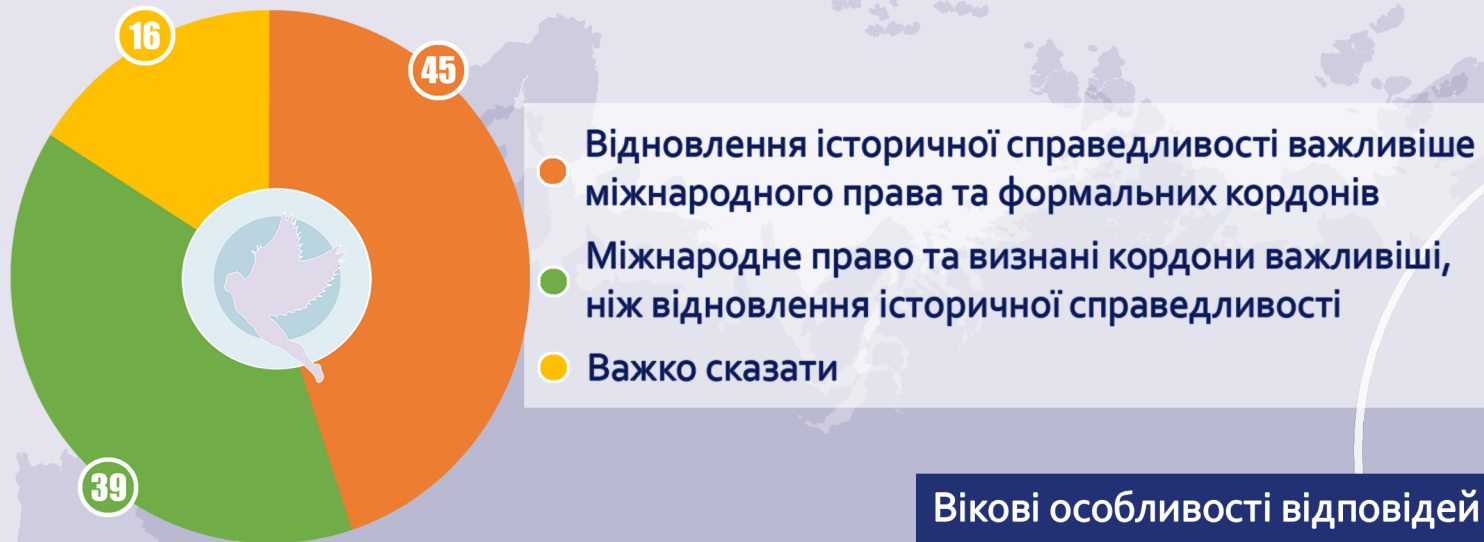 16
45
Відновлення історичної справедливості важливіше
міжнародного права та формальних кордонів
Міжнародне право та визнані кордони важливіші,
ніж відновлення історичної справедливості
Важко сказати
39
Вікові особливості відповідей